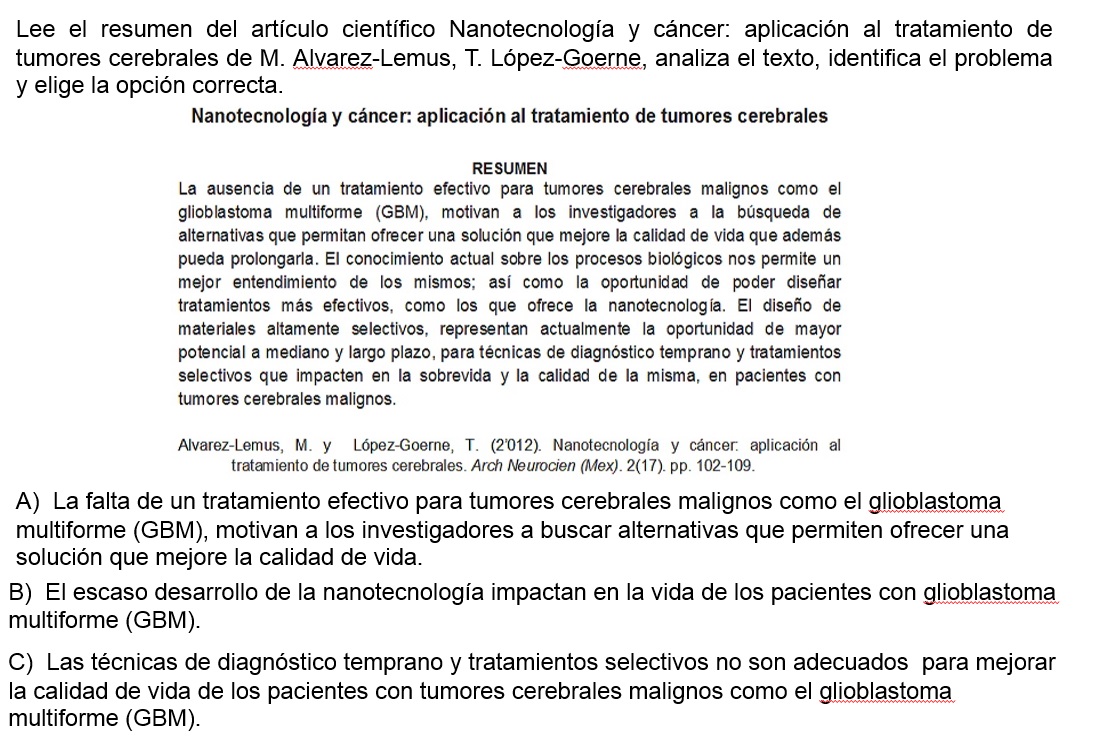 Lee el resumen del artículo científico Nanotecnología y cáncer: aplicación al tratamiento de
tumores cerebrales de M. Alvarez-Lemus, T. López-Goerne, analiza el texto, identifica el problema
y elige la opción correcta.
Nanotecnología y cáncer: aplicación al tratamiento de tumores cerebrales
RESUMEN
La ausencia de un tratamiento efectivo para tumores cerebrales malignos como el
glioblastoma multiforme (GBM), motivan a los investigadores a la búsqueda de
alternativas que permitan ofrecer una solución que mejore la calidad de vida que además
pueda prolongarla. El conocimiento actual sobre los procesos biológicos nos permite un
mejor entendimiento de los mismos; así como la oportunidad de poder diseñar
tratamientos más efectivos, como los que ofrece la nanotecnología. El diseño de
materiales altamente selectivos, representan actualmente la oportunidad de mayor
potencial a mediano y largo plazo, para técnicas de diagnóstico temprano y tratamientos
selectivos que impacten en la sobrevida y la calidad de la misma, en pacientes con
tumores cerebrales malignos.
Alvarez-Lemus, M. y López-Goerne, T. (2'012). Nanotecnología y cáncer: aplicación al
tratamiento de tumores cerebrales. Arch Neurocien (Mex). 2(17). pp. 102-109.
A) La falta de un tratamiento efectivo para tumores cerebrales malignos como el glioblastoma
multiforme (GBM), motivan a los investigadores a buscar alternativas que permiten ofrecer una
solución que mejore la calidad de vida.
B) El escaso desarrollo de la nanotecnología impactan en la vida de los pacientes con glioblastoma
multiforme (GBM).
C) Las técnicas de diagnóstico temprano y tratamientos selectivos no son adecuados para mejorar
la calidad de vida de los pacientes con tumores cerebrales malignos como el glioblastoma
multiforme (GBM).